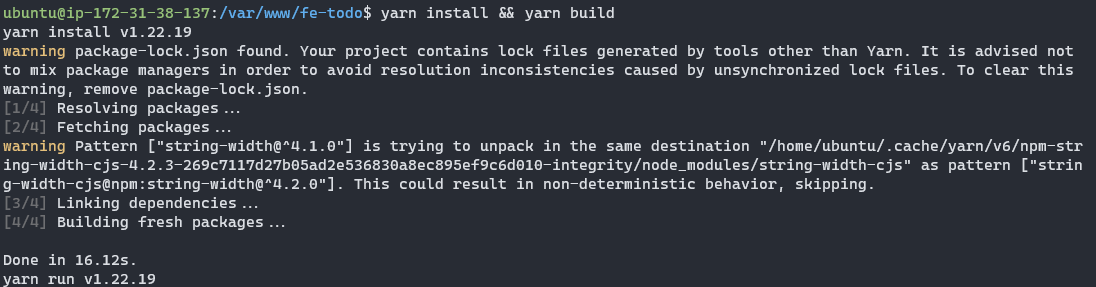 ubuntu@ip-172-31-38-137:/var/www/fe-todo$ yarn install && yarn build
yarn install v1.22.19
warning package-lock.json found. Your project contains lock files generated by tools other than Yarn. It is advised not
to mix package managers in order to avoid resolution inconsistencies caused by unsynchronized lock files. To clear this
warning, remove package-lock.json.
[1/4] Resolving packages...
[2/4] Fetching packages...
warning Pattern ["string-width@^4.1.0"] is trying to unpack in the same destination "/home/ubuntu/.cache/yarn/v6/npm-str
ing-width-cjs-4.2.3-269c7117d27b05ad2e536830a8ec895ef9c6d010-integrity/node_modules/string-width-cjs" as pattern ["strin
g-width-cjs@npm:string-width@^4.2.0"]. This could result in non-deterministic behavior, skipping.
[3/4] Linking dependencies...
[4/4] Building fresh packages...
Done in 16.12s.
yarn run v1.22.19